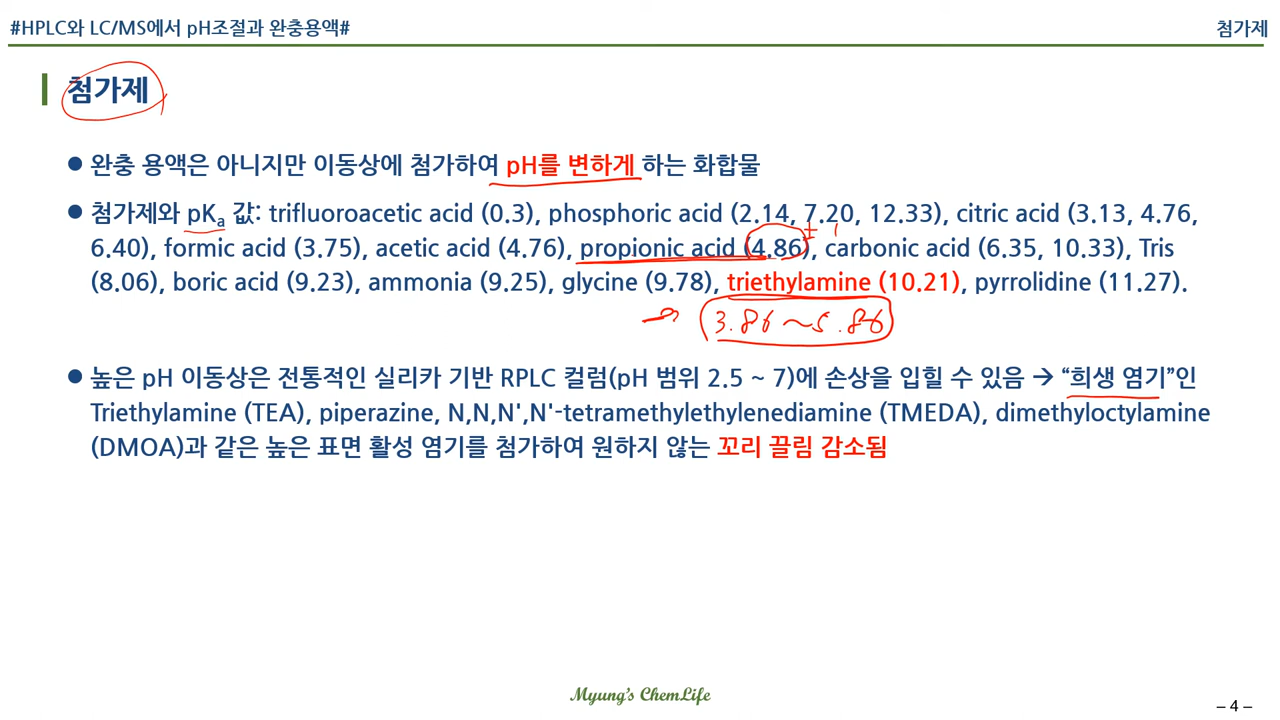 #HPLC와 LC/MS에서 pH조절과 완충용액#
첨가제
첨가제
● 완충 용액은 아니지만 이동상에 첨가하여 pH를 변하게 하는 화합물
● 첨가제와 pKa 값: trifluoroacetic acid (0.3), phosphoric acid (2.14, 7.20, 12.33), citric acid (3.13, 4.76,
6.40), formic acid (3.75), acetic acid (4.76), propionic acid (4.86), carbonic acid (6.35, 10.33), Tris
± 1
(8.06), boric acid (9.23), ammonia (9.25), glycine (9.78), triethylamine (10.21), pyrrolidine (11.27).
→ 3.86 ~ 5.86
● 높은 pH 이동상은 전통적인 실리카 기반 RPLC 컬럼(pH 범위 2.5 ~ 7)에 손상을 입힐 수 있음 → “희생 염기”인
Triethylamine (TEA), piperazine, N,N,N',N'-tetramethylethylenediamine (TMEDA), dimethyloctylamine
(DMOA)과 같은 높은 표면 활성 염기를 첨가하여 원하지 않는 꼬리 끌림 감소됨
Myung's ChemLife
– 4 –